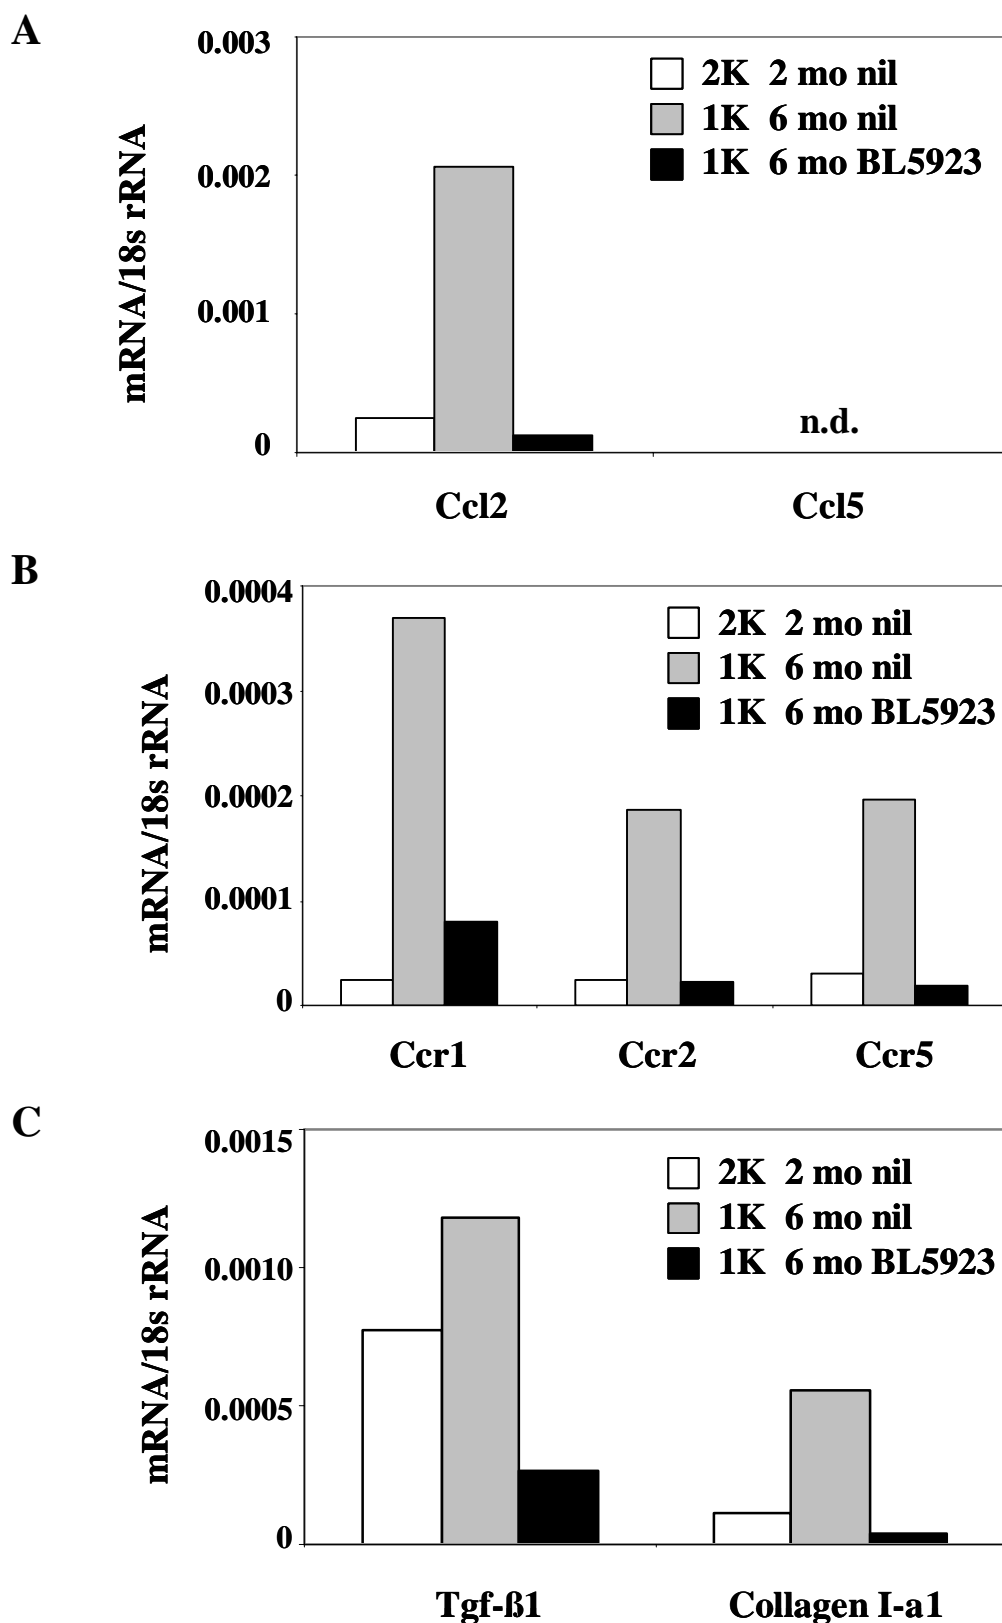 A
mRNA/18s rRNA
0.003
0.002
0.001
0
2K 2 mo nil
1K 6 mo nil
1K 6 mo BL5923
n.d.
Ccl2 Ccl5
B
mRNA/18s rRNA
0.0004
0.0003
0.0002
0.0001
0
2K 2 mo nil
1K 6 mo nil
1K 6 mo BL5923
Ccr1 Ccr2 Ccr5
C
mRNA/18s rRNA
0.0015
0.0010
0.0005
0
2K 2 mo nil
1K 6 mo nil
1K 6 mo BL5923
Tgf-ß1 Collagen I-a1